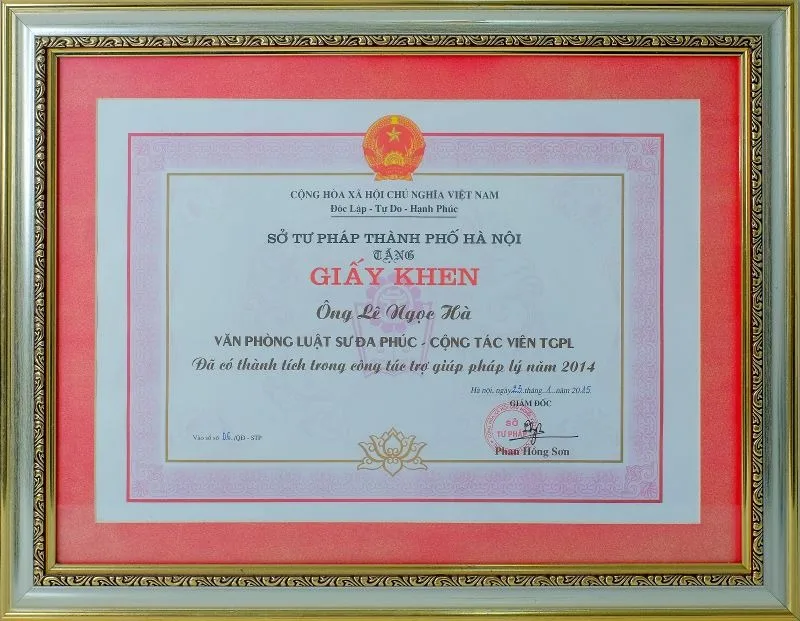 CỘNG HÒA XÃ HỘI CHỦ NGHĨA VIỆT NAM
Độc Lập - Tự Do - Hạnh Phúc
SỞ TƯ PHÁP THÀNH PHỐ HÀ NỘI
TẶNG
GIẤY KHEN
Ông Lê Ngọc Hà
VĂN PHÒNG LUẬT SƯ ĐA PHÚC - CỘNG TÁC VIÊN TGPL
Đã có thành tích trong công tác trợ giúp pháp lý năm 2014
Hà nội, ngày 23 tháng 1 năm 2015
GIÁM ĐỐC
SỞ
TƯ PHÁP
Vào sổ số 06 /QĐ - STP
Phan Hồng Sơn